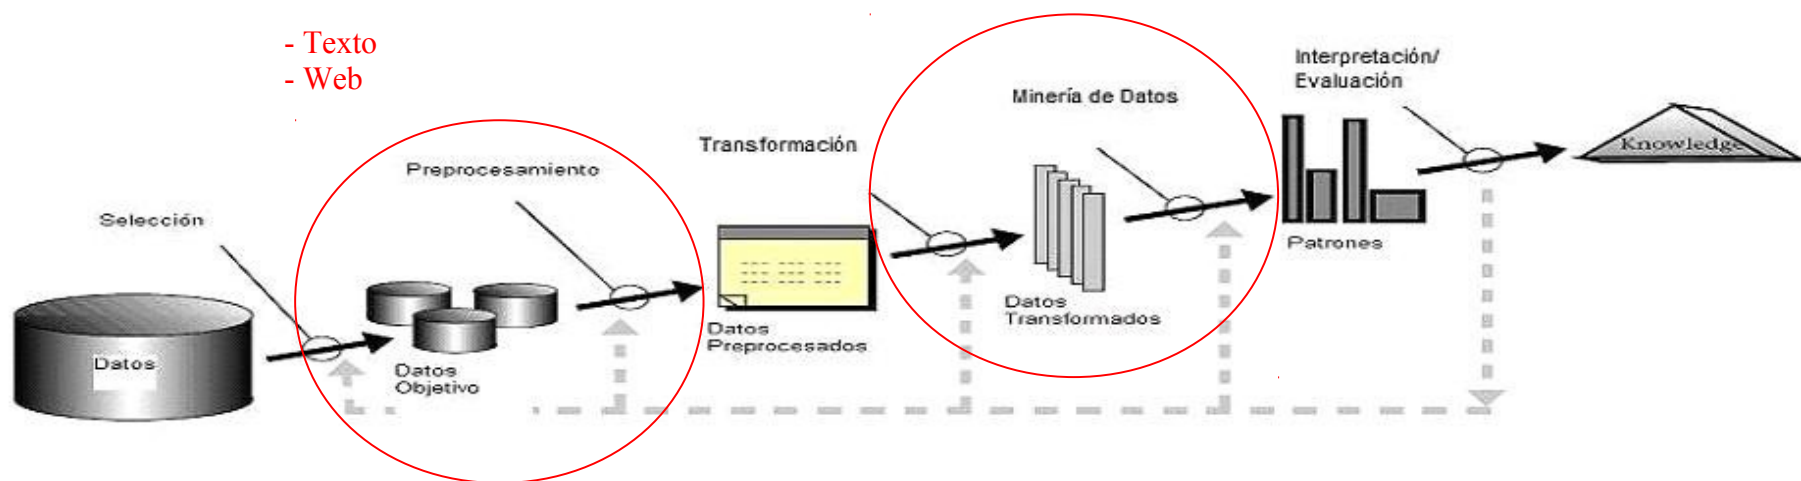 - Texto
- Web
Selección
Datos
Preprocesamiento
Datos
Objetivo
Transformación
Datos
Preprocesados
Minería de Datos
Datos
Transformados
Interpretación/
Evaluación
Patrones
Knowledge